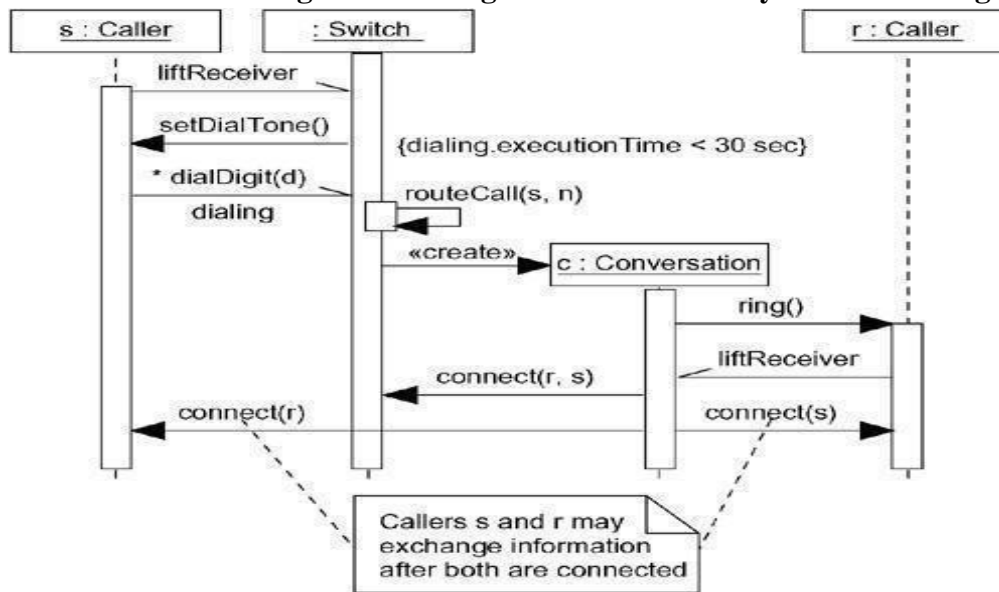 s : Caller
: Switch
r : Caller
liftReceiver
setDialTone()
{dialing.executionTime < 30 sec}
* dialDigit(d)
dialing
routeCall(s, n)
«create»
c : Conversation
ring()
liftReceiver
connect(r, s)
connect(r)
connect(s)
Callers s and r may
exchange information
after both are connected